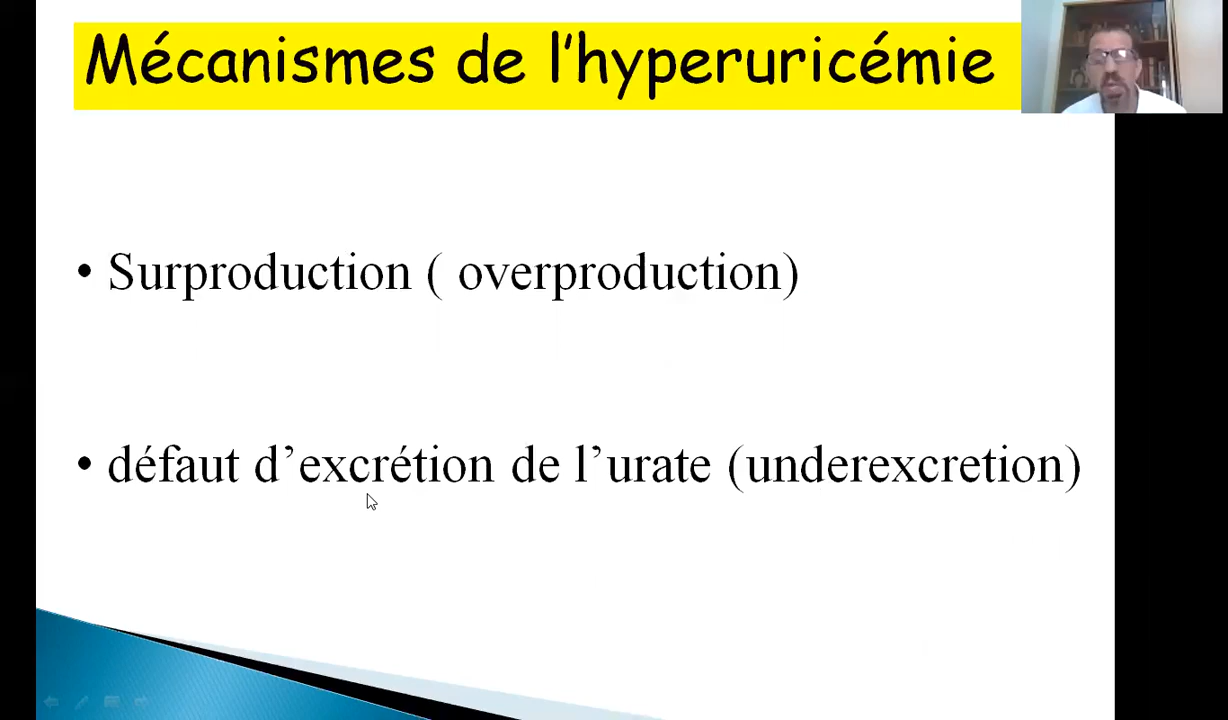 Mécanismes de l’hyperuricémie
• Surproduction ( overproduction)
• défaut d’excrétion de l’urate (underexcretion)